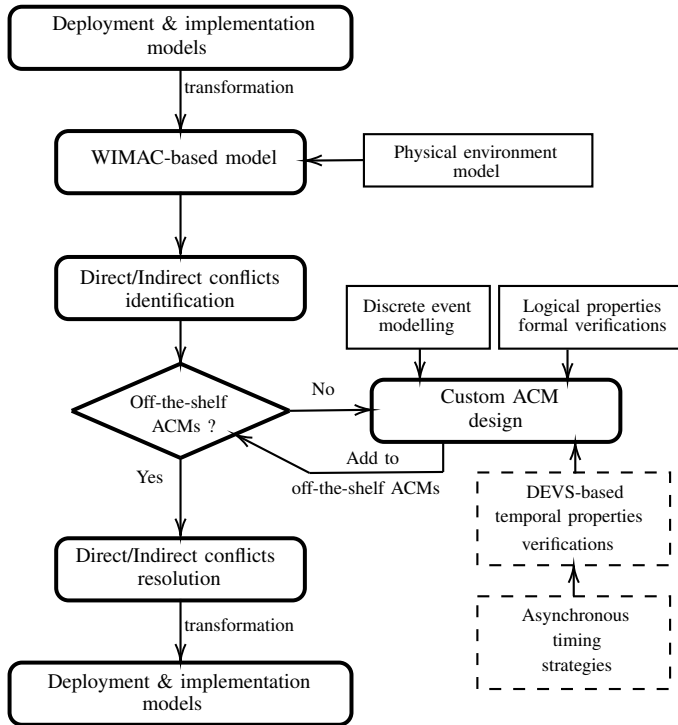 Deployment & implementation
models
transformation
WIMAC-based model
Physical environment
model
Direct/Indirect conflicts
identification
Discrete event
modelling
Logical properties
formal verifications
Off-the-shelf
ACMs ?
No
Custom ACM
design
Add to
off-the-shelf ACMs
Yes
DEVS-based
temporal properties
verifications
Direct/Indirect conflicts
resolution
Asynchronous
timing
strategies
transformation
Deployment & implementation
models